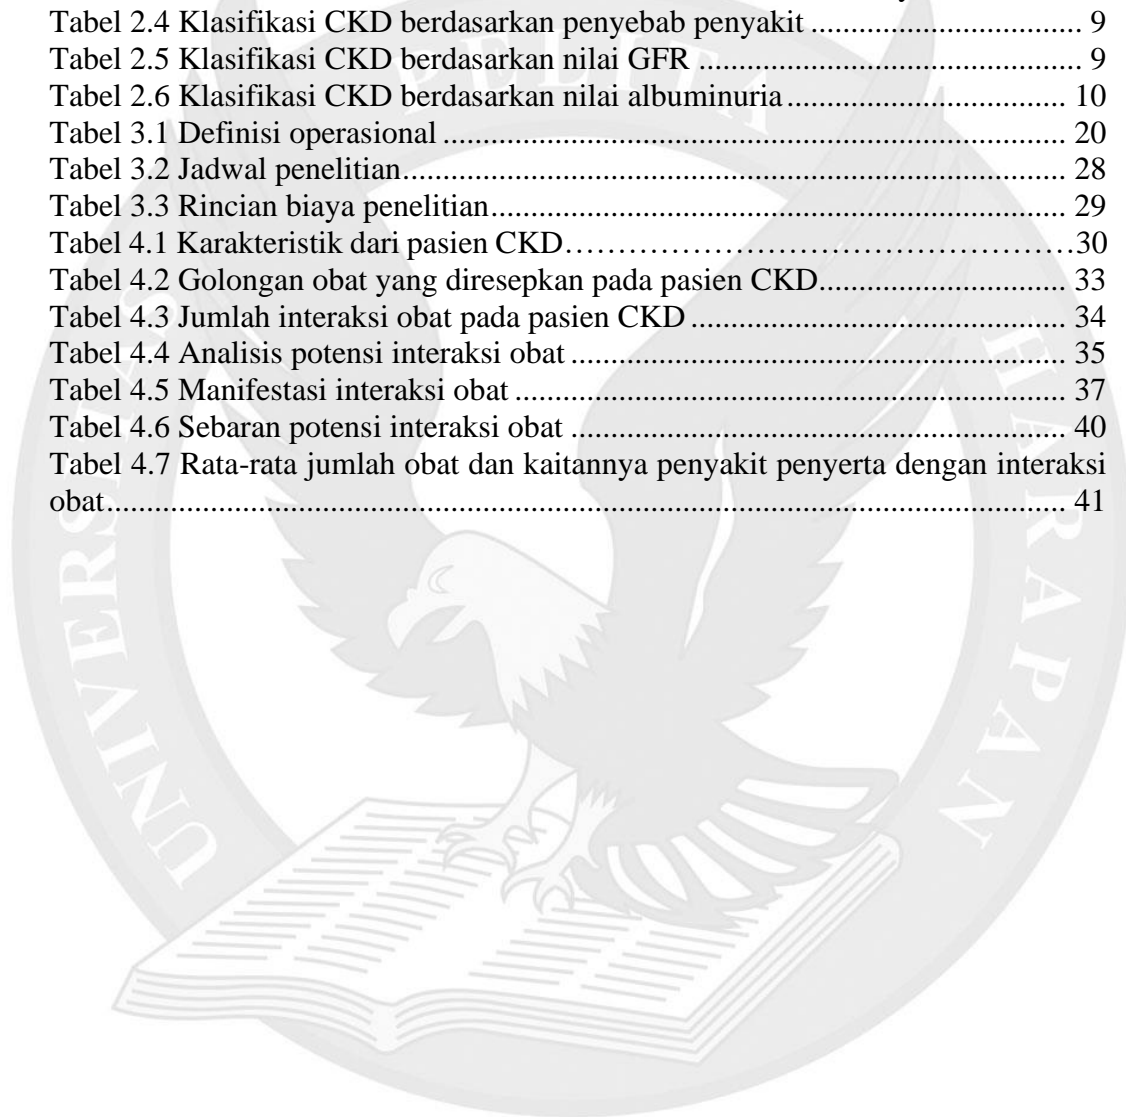 Tabel 2.4 Klasifikasi CKD berdasarkan penyebab penyakit ................................. 9
Tabel 2.5 Klasifikasi CKD berdasarkan nilai GFR ............................................... 9
Tabel 2.6 Klasifikasi CKD berdasarkan nilai albuminuria.................................. 10
Tabel 3.1 Definisi operasional ............................................................................ 20
Tabel 3.2 Jadwal penelitian................................................................................. 28
Tabel 3.3 Rincian biaya penelitian...................................................................... 29
Tabel 4.1 Karakteristik dari pasien CKD……………………………………………30
Tabel 4.2 Golongan obat yang diresepkan pada pasien CKD.............................. 33
Tabel 4.3 Jumlah interaksi obat pada pasien CKD .............................................. 34
Tabel 4.4 Analisis potensi interaksi obat ............................................................. 35
Tabel 4.5 Manifestasi interaksi obat .................................................................... 37
Tabel 4.6 Sebaran potensi interaksi obat ............................................................. 40
Tabel 4.7 Rata-rata jumlah obat dan kaitannya penyakit penyerta dengan interaksi
obat...................................................................................................................... 41
UNIVERSITAS PELITA HARAPAN